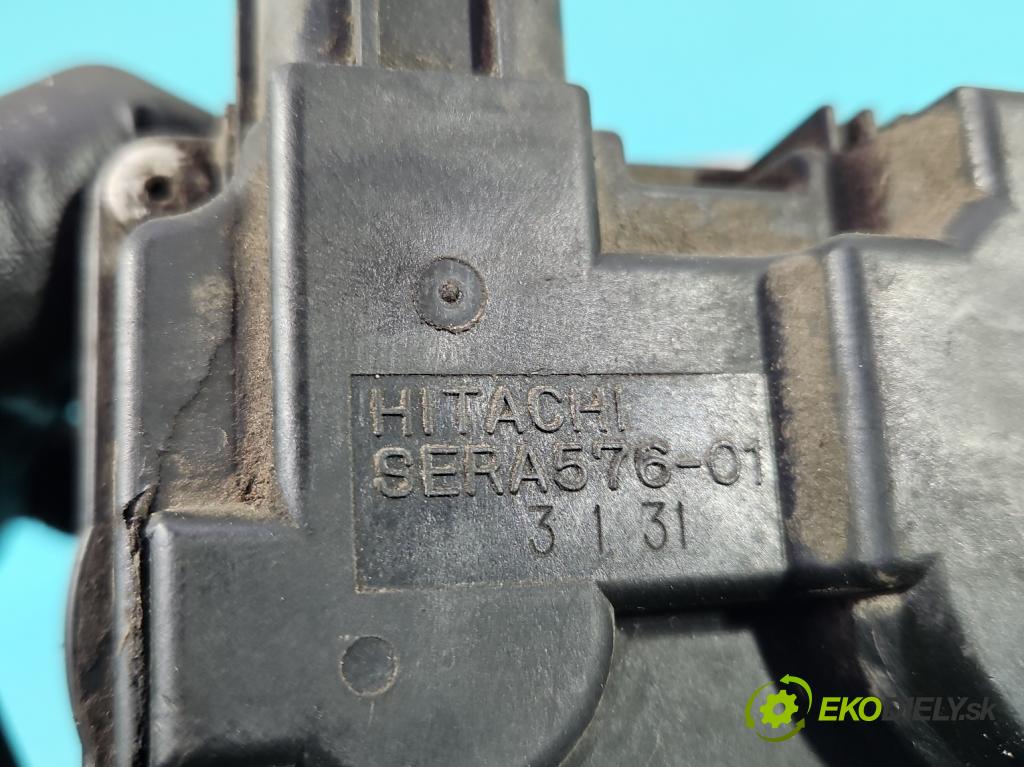 HITACHI
SERA576-01
3 1 31
EKODIELY.sk